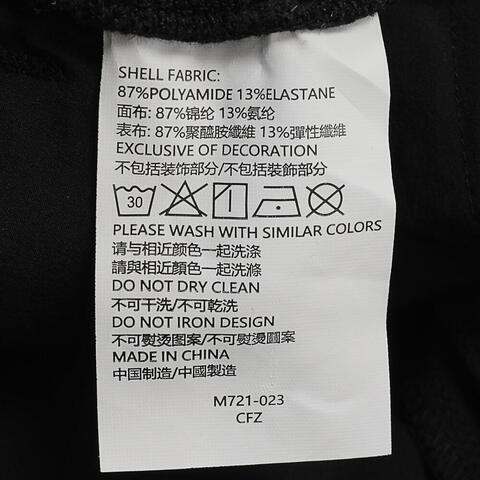 SHELL FABRIC:
87%POLYAMIDE 13%ELASTANE
面布: 87%锦纶 13%氨纶
表布: 87%聚醯胺纖維 13%彈性纖維
EXCLUSIVE OF DECORATION
不包括装饰部分/不包括裝飾部分
30
PLEASE WASH WITH SIMILAR COLORS
请与相近颜色一起洗涤
請與相近顏色一起洗滌
DO NOT DRY CLEAN
不可干洗/不可乾洗
DO NOT IRON DESIGN
不可熨烫图案/不可熨燙圖案
MADE IN CHINA
中国制造/中國製造
M721-023
CFZ